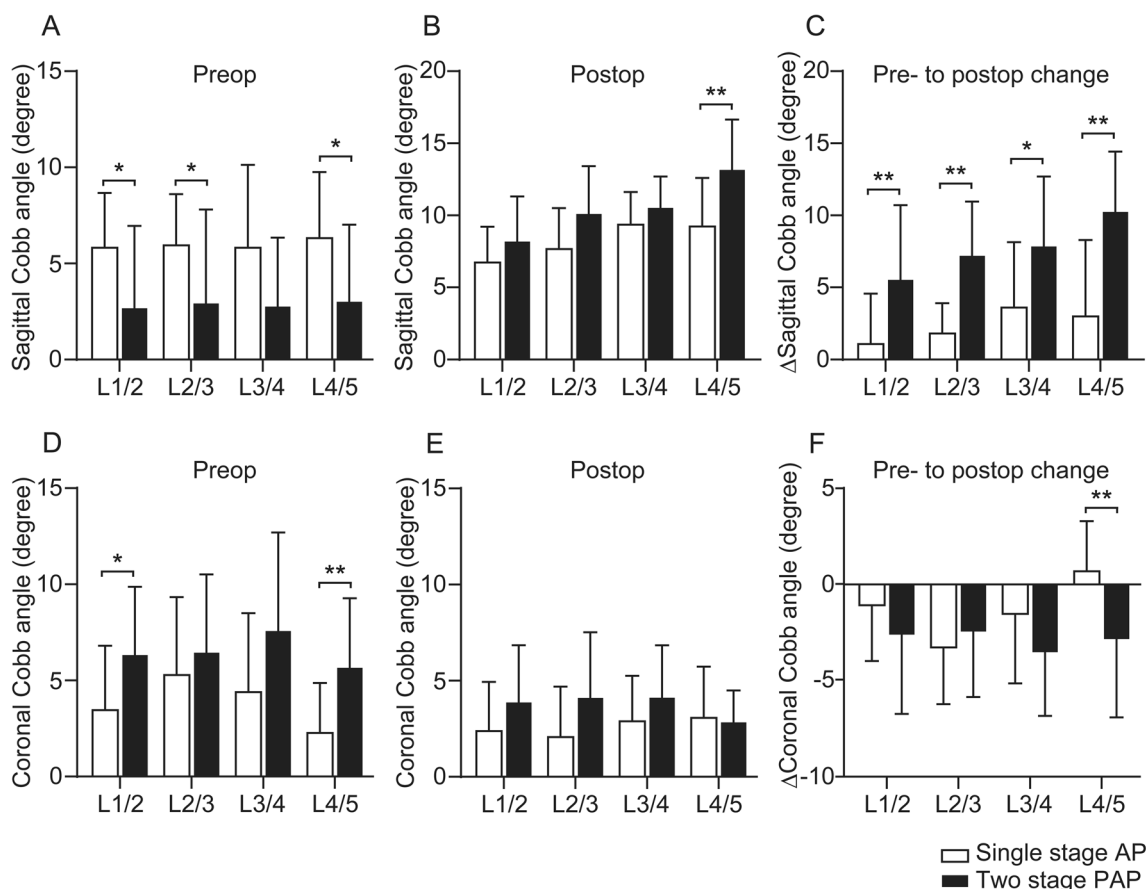 A
Preop
Sagittal Cobb angle (degree)
15
10
5
0
*
*
*
L1/2 L2/3 L3/4 L4/5
B
Postop
Sagittal Cobb angle (degree)
20
15
10
5
0
**
L1/2 L2/3 L3/4 L4/5
C
Pre- to postop change
ΔSagittal Cobb angle (degree)
20
15
10
5
0
**
**
*
**
L1/2 L2/3 L3/4 L4/5
D
Preop
Coronal Cobb angle (degree)
15
10
5
0
*
**
L1/2 L2/3 L3/4 L4/5
E
Postop
Coronal Cobb angle (degree)
15
10
5
0
L1/2 L2/3 L3/4 L4/5
F
Pre- to postop change
ΔCoronal Cobb angle (degree)
5
0
-5
-10
**
L1/2 L2/3 L3/4 L4/5
Single stage AP
Two stage PAP